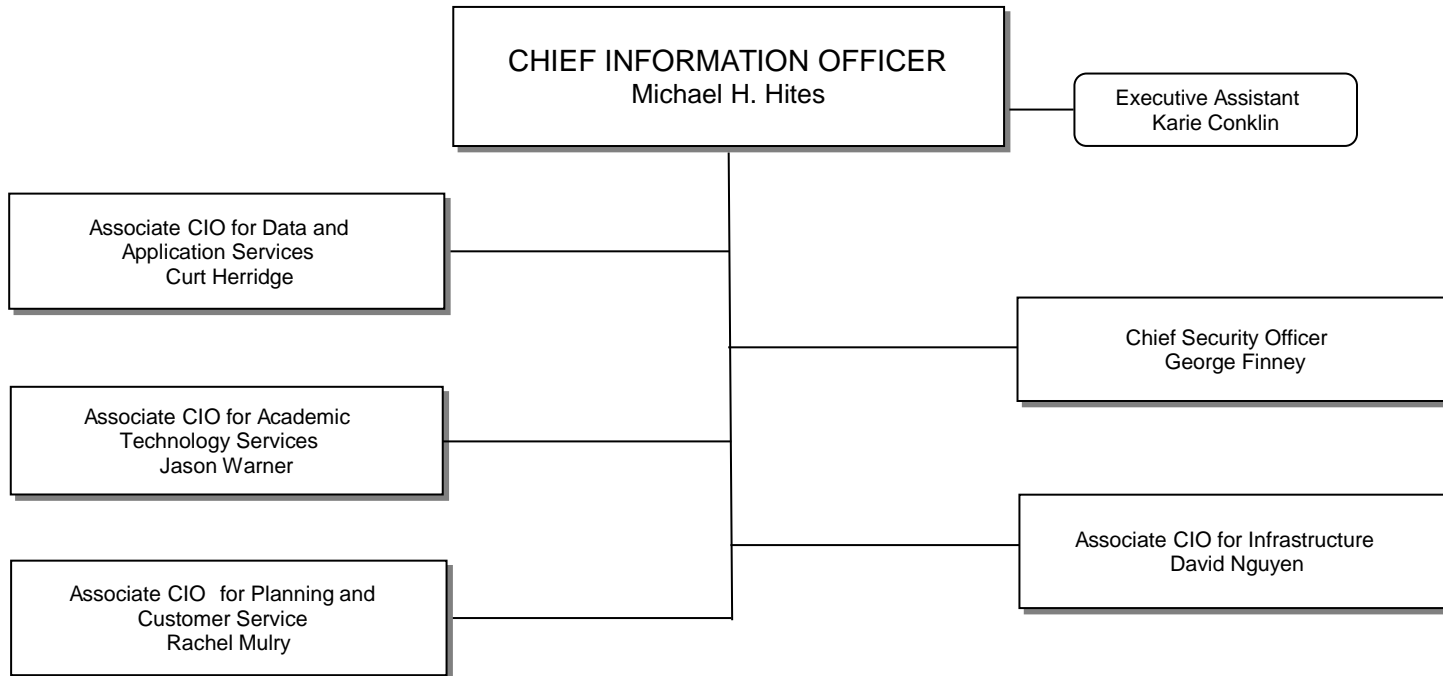 CHIEF INFORMATION OFFICER
Michael H. Hites
Executive Assistant
Karie Conklin
Associate CIO for Data and
Application Services
Curt Herridge
Chief Security Officer
George Finney
Associate CIO for Academic
Technology Services
Jason Warner
Associate CIO for Infrastructure
David Nguyen
Associate CIO for Planning and
Customer Service
Rachel Mulry